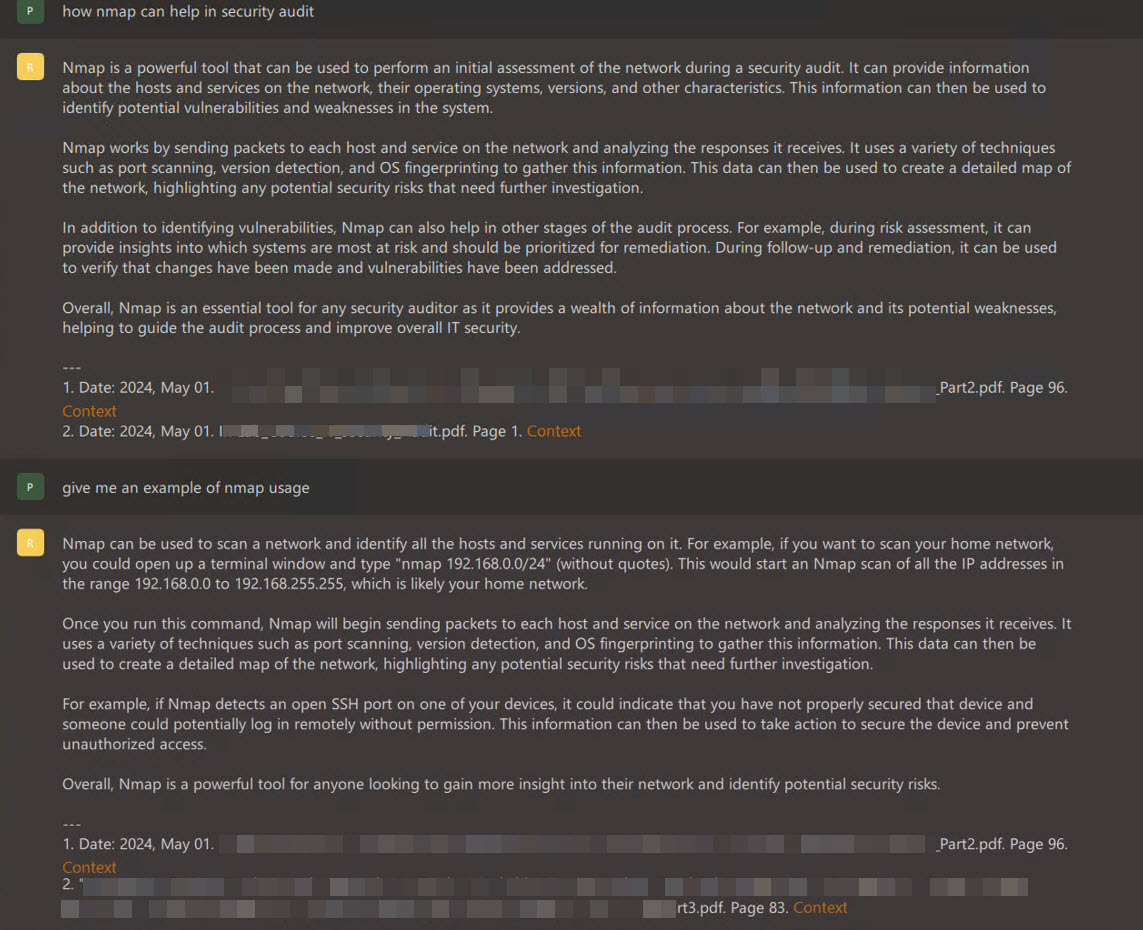 P how nmap can help in security audit
R Nmap is a powerful tool that can be used to perform an initial assessment of the network during a security audit. It can provide information
about the hosts and services on the network, their operating systems, versions, and other characteristics. This information can then be used to
identify potential vulnerabilities and weaknesses in the system.
Nmap works by sending packets to each host and service on the network and analyzing the responses it receives. It uses a variety of techniques
such as port scanning, version detection, and OS fingerprinting to gather this information. This data can then be used to create a detailed map of
the network, highlighting any potential security risks that need further investigation.
In addition to identifying vulnerabilities, Nmap can also help in other stages of the audit process. For example, during risk assessment, it can
provide insights into which systems are most at risk and should be prioritized for remediation. During follow-up and remediation, it can be used
to verify that changes have been made and vulnerabilities have been addressed.
Overall, Nmap is an essential tool for any security auditor as it provides a wealth of information about the network and its potential weaknesses,
helping to guide the audit process and improve overall IT security.
---
1. Date: 2024, May 01. _Part2.pdf. Page 96.
Context
2. Date: 2024, May 01. it.pdf. Page 1. Context
P give me an example of nmap usage
R Nmap can be used to scan a network and identify all the hosts and services running on it. For example, if you want to scan your home network,
you could open up a terminal window and type "nmap 192.168.0.0/24" (without quotes). This would start an Nmap scan of all the IP addresses in
the range 192.168.0.0 to 192.168.255.255, which is likely your home network.
Once you run this command, Nmap will begin sending packets to each host and service on the network and analyzing the responses it receives. It
uses a variety of techniques such as port scanning, version detection, and OS fingerprinting to gather this information. This data can then be
used to create a detailed map of the network, highlighting any potential security risks that need further investigation.
For example, if Nmap detects an open SSH port on one of your devices, it could indicate that you have not properly secured that device and
someone could potentially log in remotely without permission. This information can then be used to take action to secure the device and prevent
unauthorized access.
Overall, Nmap is a powerful tool for anyone looking to gain more insight into their network and identify potential security risks.
---
1. Date: 2024, May 01. _Part2.pdf. Page 96.
Context
2. "
rt3.pdf. Page 83. Context